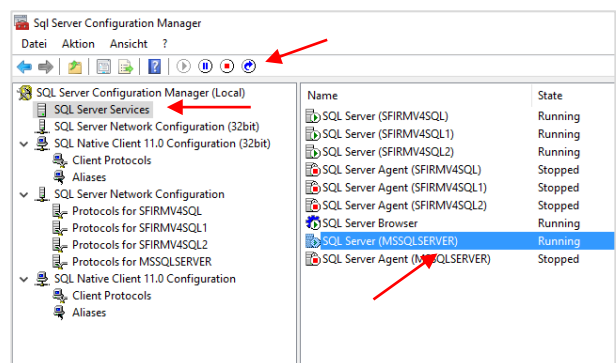 Sql Server Configuration Manager
Datei Aktion Ansicht ?
SQL Server Configuration Manager (Local)
SQL Server Services
SQL Server Network Configuration (32bit)
SQL Native Client 11.0 Configuration (32bit)
Client Protocols
Aliases
SQL Server Network Configuration
Protocols for SFIRMV4SQL
Protocols for SFIRMV4SQL1
Protocols for SFIRMV4SQL2
Protocols for MSSQLSERVER
SQL Native Client 11.0 Configuration
Client Protocols
Aliases
Name State
SQL Server (SFIRMV4SQL) Running
SQL Server (SFIRMV4SQL1) Running
SQL Server (SFIRMV4SQL2) Running
SQL Server Agent (SFIRMV4SQL) Stopped
SQL Server Agent (SFIRMV4SQL1) Stopped
SQL Server Agent (SFIRMV4SQL2) Stopped
SQL Server Browser Running
SQL Server (MSSQLSERVER) Running
SQL Server Agent (MSSQLSERVER) Stopped